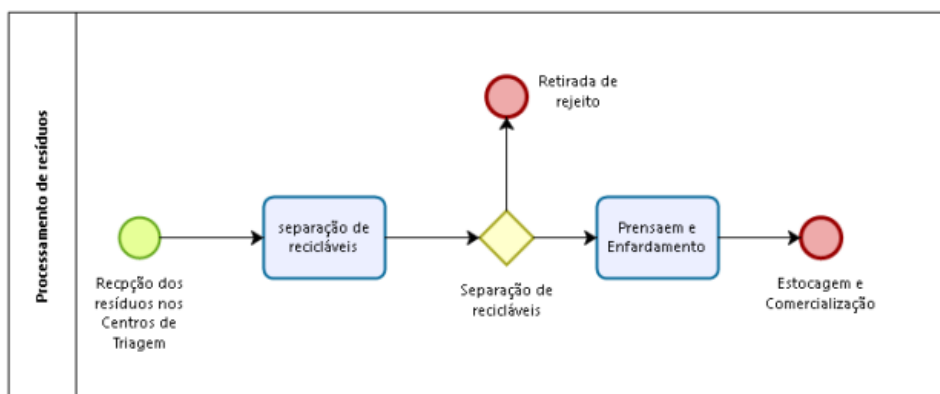 Processamento de resíduos
Recpção dos
resíduos nos
Centros de
Triagem
separação de
recicláveis
Separação de
recicláveis
Retirada de
rejeito
Prensaem e
Enfardamento
Estocagem e
Comercialização